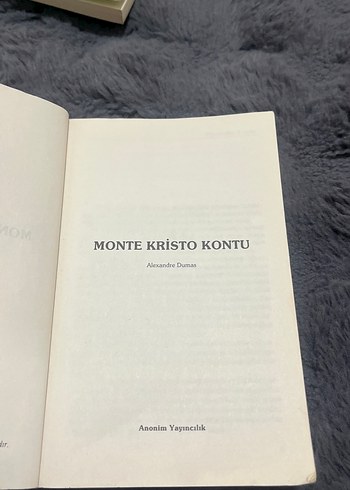 MONTE KRİSTO KONTU
Alexandre Dumas
Anonim Yayıncılık